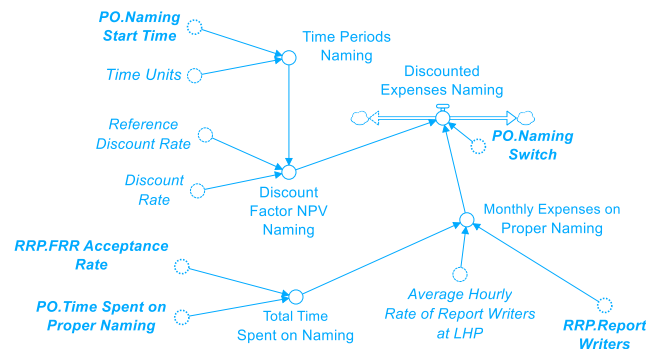 PO.Naming
Start Time
Time Periods
Naming
Time Units
Discounted
Expenses Naming
Reference
Discount Rate
PO.Naming
Switch
Discount
Rate
Discount
Factor NPV
Naming
Monthly Expenses on
Proper Naming
RRP.FRR Acceptance
Rate
PO.Time Spent on
Proper Naming
Total Time
Spent on Naming
Average Hourly
Rate of Report Writers
at LHP
RRP.Report
Writers